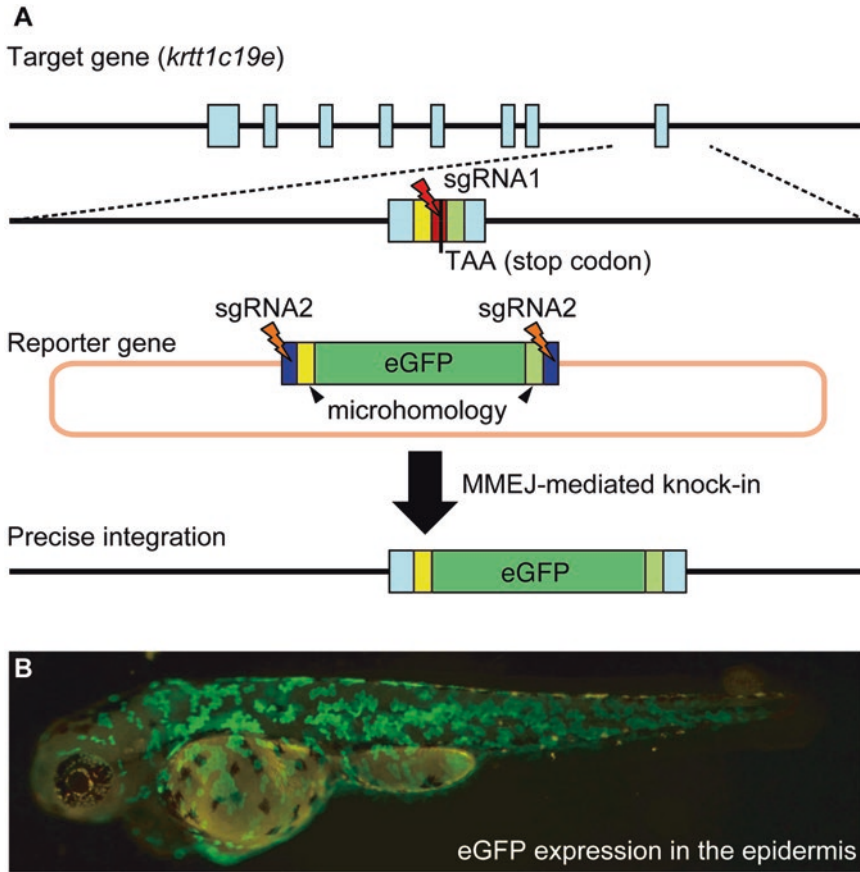 A
Target gene (krtt1c19e)
sgRNA1
TAA (stop codon)
sgRNA2
sgRNA2
Reporter gene
eGFP
microhomology
MMEJ-mediated knock-in
Precise integration
eGFP
B
eGFP expression in the epidermis